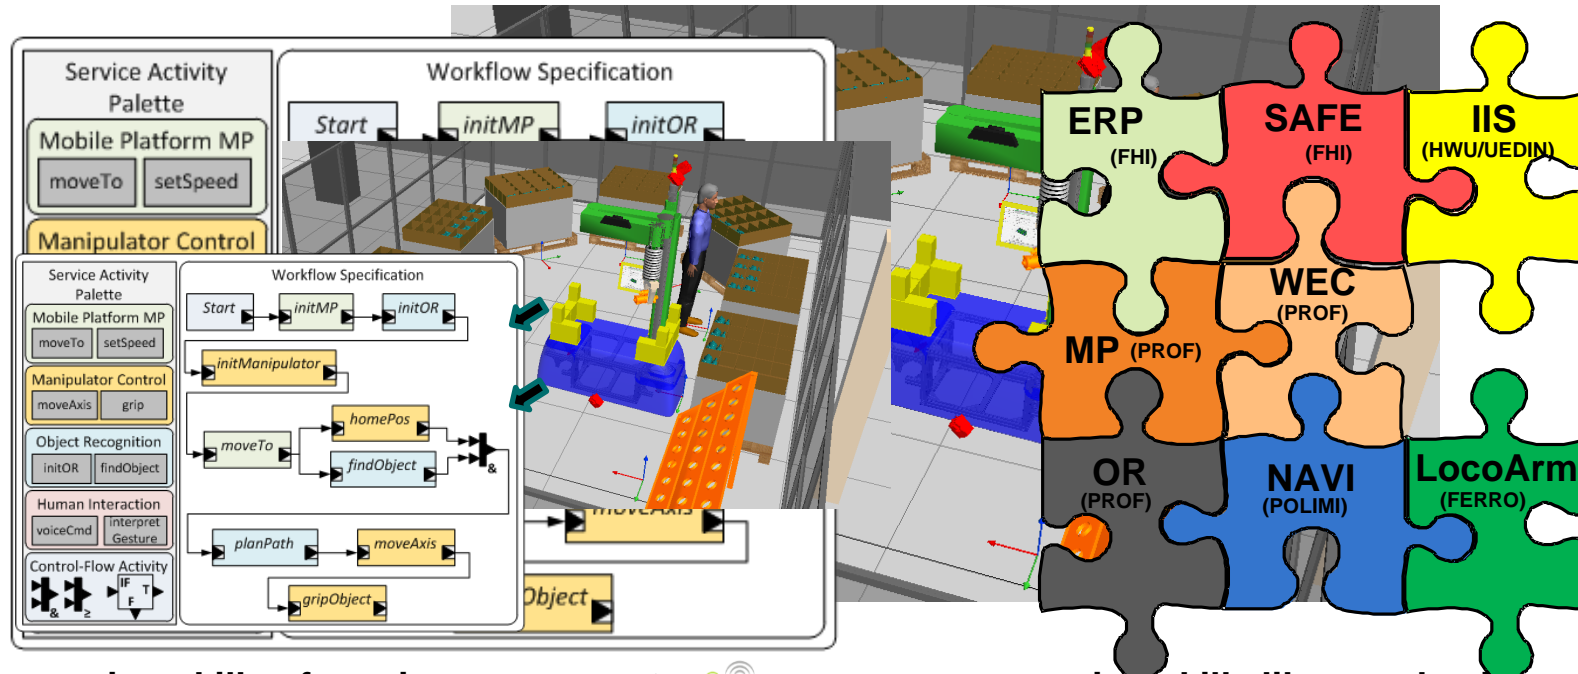 Service Activity
Palette
Mobile Platform MP
moveTo
setSpeed
Manipulator Control
Workflow Specification
Start
initMP
initOR
Service Activity
Palette
Mobile Platform MP
moveTo
setSpeed
Manipulator Control
moveAxis
grip
Object Recognition
initOR
findObject
Human Interaction
voiceCmd
interpret
Gesture
Control-Flow Activity
&
≥
IF
T
F
Workflow Specification
Start
initMP
initOR
initManipulator
moveTo
homePos
findObject
&
planPath
moveAxis
gripObject
moveAxis
Object
ERP
(FHI)
SAFE
(FHI)
IIS
(HWU/UEDIN)
MP (PROF)
WEC
(PROF)
OR
(PROF)
NAVI
(POLIMI)
LocoArm
(FERRO)